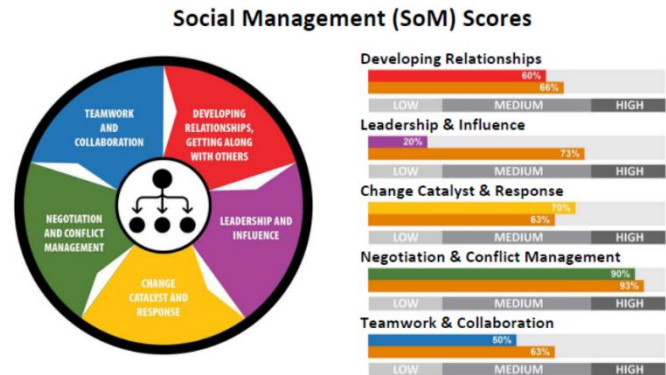 Social Management (SoM) Scores
TEAMWORK
AND
COLLABORATION
DEVELOPING
RELATIONSHIPS,
GETTING ALONG
WITH OTHERS
NEGOTIATION
AND CONFLICT
MANAGEMENT
LEADERSHIP AND
INFLUENCE
CHANGE
CATALYST AND
RESPONSE
Developing Relationships
60%
66%
LOW MEDIUM HIGH
Leadership & Influence
20%
73%
LOW MEDIUM HIGH
Change Catalyst & Response
70%
63%
LOW MEDIUM HIGH
Negotiation & Conflict Management
90%
93%
LOW MEDIUM HIGH
Teamwork & Collaboration
50%
63%
LOW MEDIUM HIGH